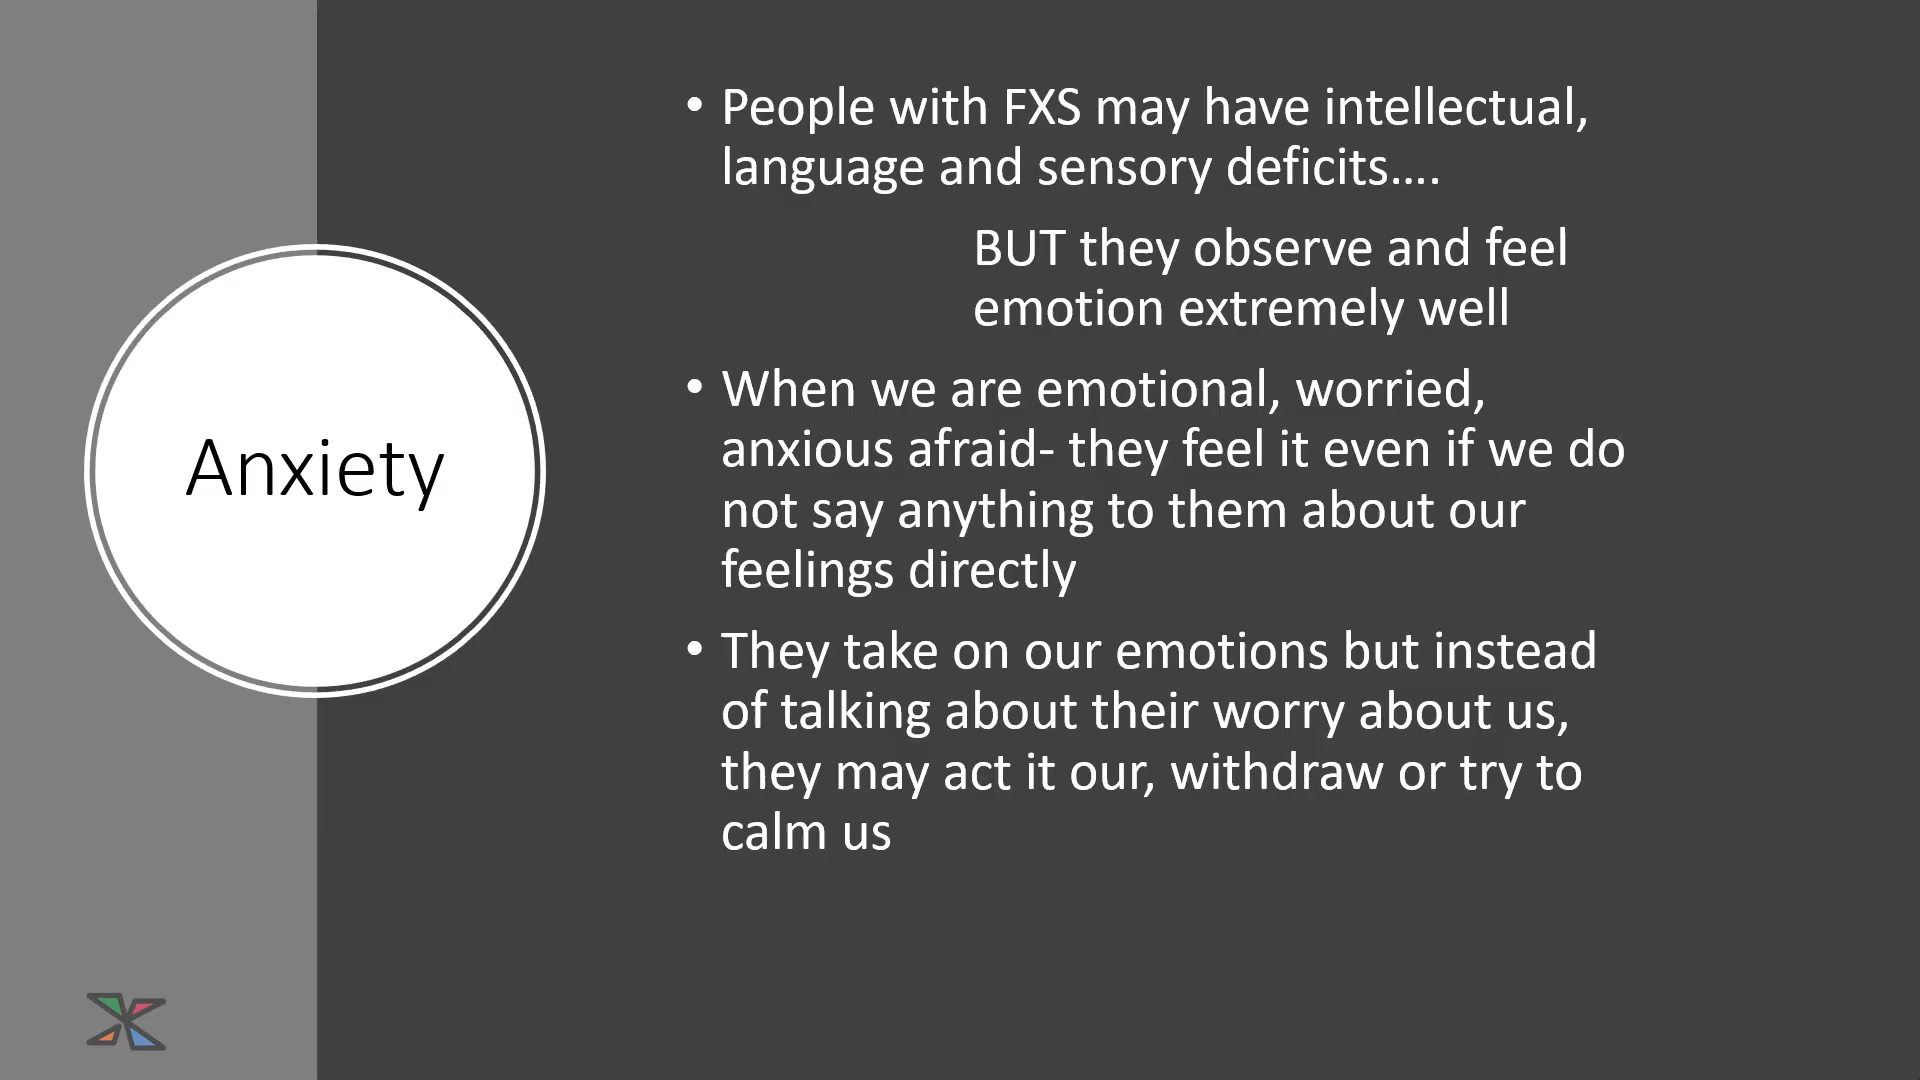 Anxiety
• People with FXS may have intellectual,
language and sensory deficits….
BUT they observe and feel
emotion extremely well
• When we are emotional, worried,
anxious afraid- they feel it even if we do
not say anything to them about our
feelings directly
• They take on our emotions but instead
of talking about their worry about us,
they may act it our, withdraw or try to
calm us